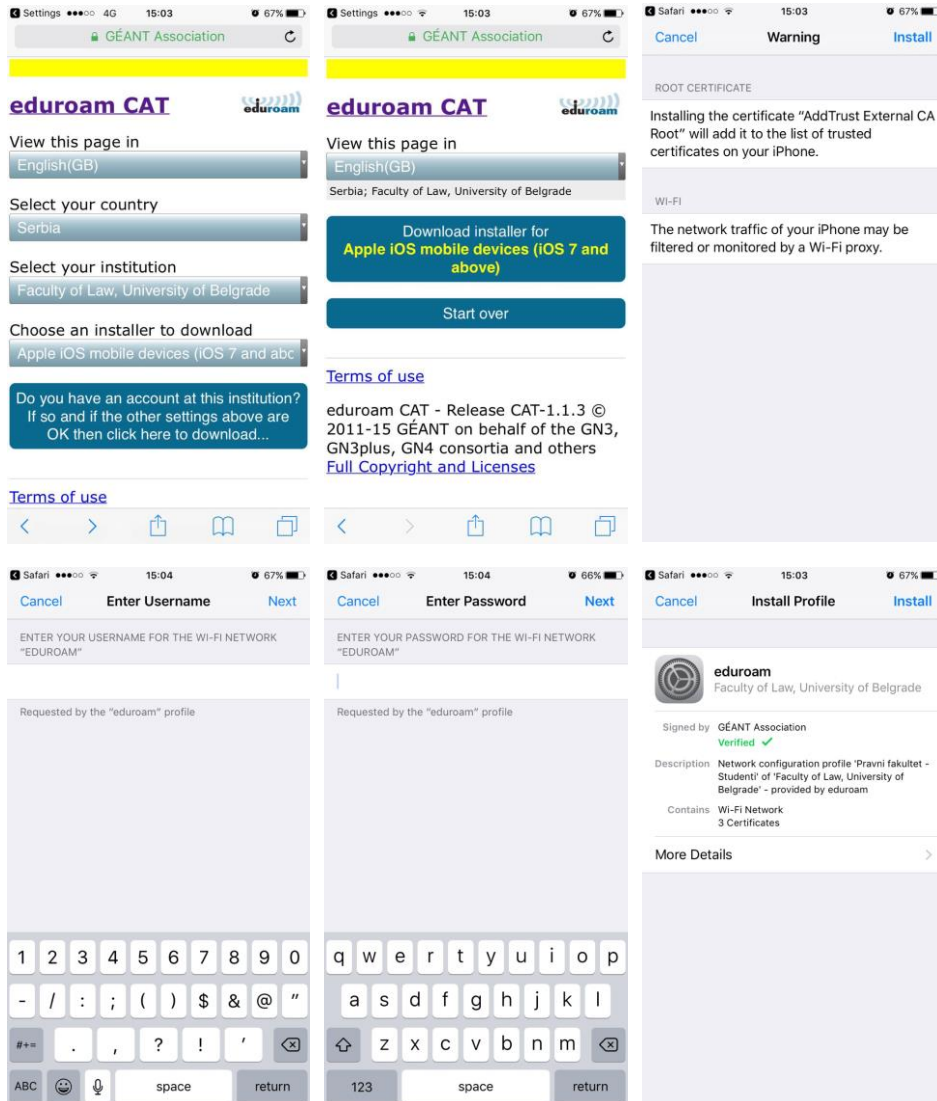 Settings 4G 15:03 67%
GÉANT Association
eduroam CAT
eduroam
View this page in
English(GB)
Select your country
Serbia
Select your institution
Faculty of Law, University of Belgrade
Choose an installer to download
Apple iOS mobile devices (iOS 7 and abc
Do you have an account at this institution?
If so and if the other settings above are
OK then click here to download...
Terms of use
Settings 15:03 67%
GÉANT Association
eduroam CAT
eduroam
View this page in
English(GB)
Serbia; Faculty of Law, University of Belgrade
Download installer for
Apple iOS mobile devices (iOS 7 and
above)
Start over
Terms of use
eduroam CAT - Release CAT-1.1.3 ©
2011-15 GÉANT on behalf of the GN3,
GN3plus, GN4 consortia and others
Full Copyright and Licenses
Safari 15:03 67%
Cancel Warning Install
ROOT CERTIFICATE
Installing the certificate “AddTrust External CA
Root” will add it to the list of trusted
certificates on your iPhone.
WI-FI
The network traffic of your iPhone may be
filtered or monitored by a Wi-Fi proxy.
Safari 15:04 67%
Cancel Enter Username Next
ENTER YOUR USERNAME FOR THE WI-FI NETWORK
“EDUROAM”
Requested by the “eduroam” profile
1 2 3 4 5 6 7 8 9 0
- / : ; ( ) $ & @ "
#+= . , ? ! '
ABC space return
Safari 15:04 66%
Cancel Enter Password Next
ENTER YOUR PASSWORD FOR THE WI-FI NETWORK
“EDUROAM”
Requested by the “eduroam” profile
q w e r t y u i o p
a s d f g h j k l
z x c v b n m
123 space return
Safari 15:03 67%
Cancel Install Profile Install
eduroam
Faculty of Law, University of Belgrade
Signed by GÉANT Association
Verified ✓
Description Network configuration profile 'Pravni fakultet -
Studenti' of 'Faculty of Law, University of
Belgrade' - provided by eduroam
Contains Wi-Fi Network
3 Certificates
More Details